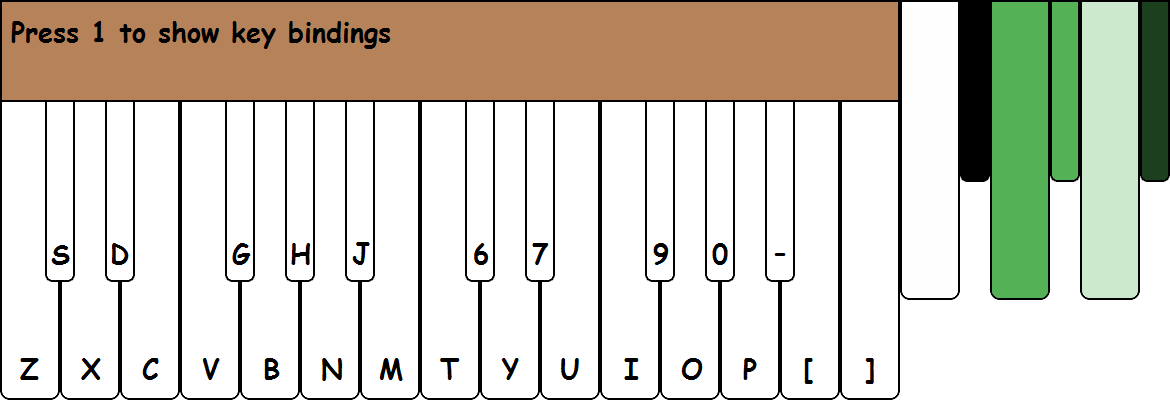 Press 1 to show key bindings
S D G H J 6 7 9 0 -
Z X C V B N M T Y U I O P [ ]